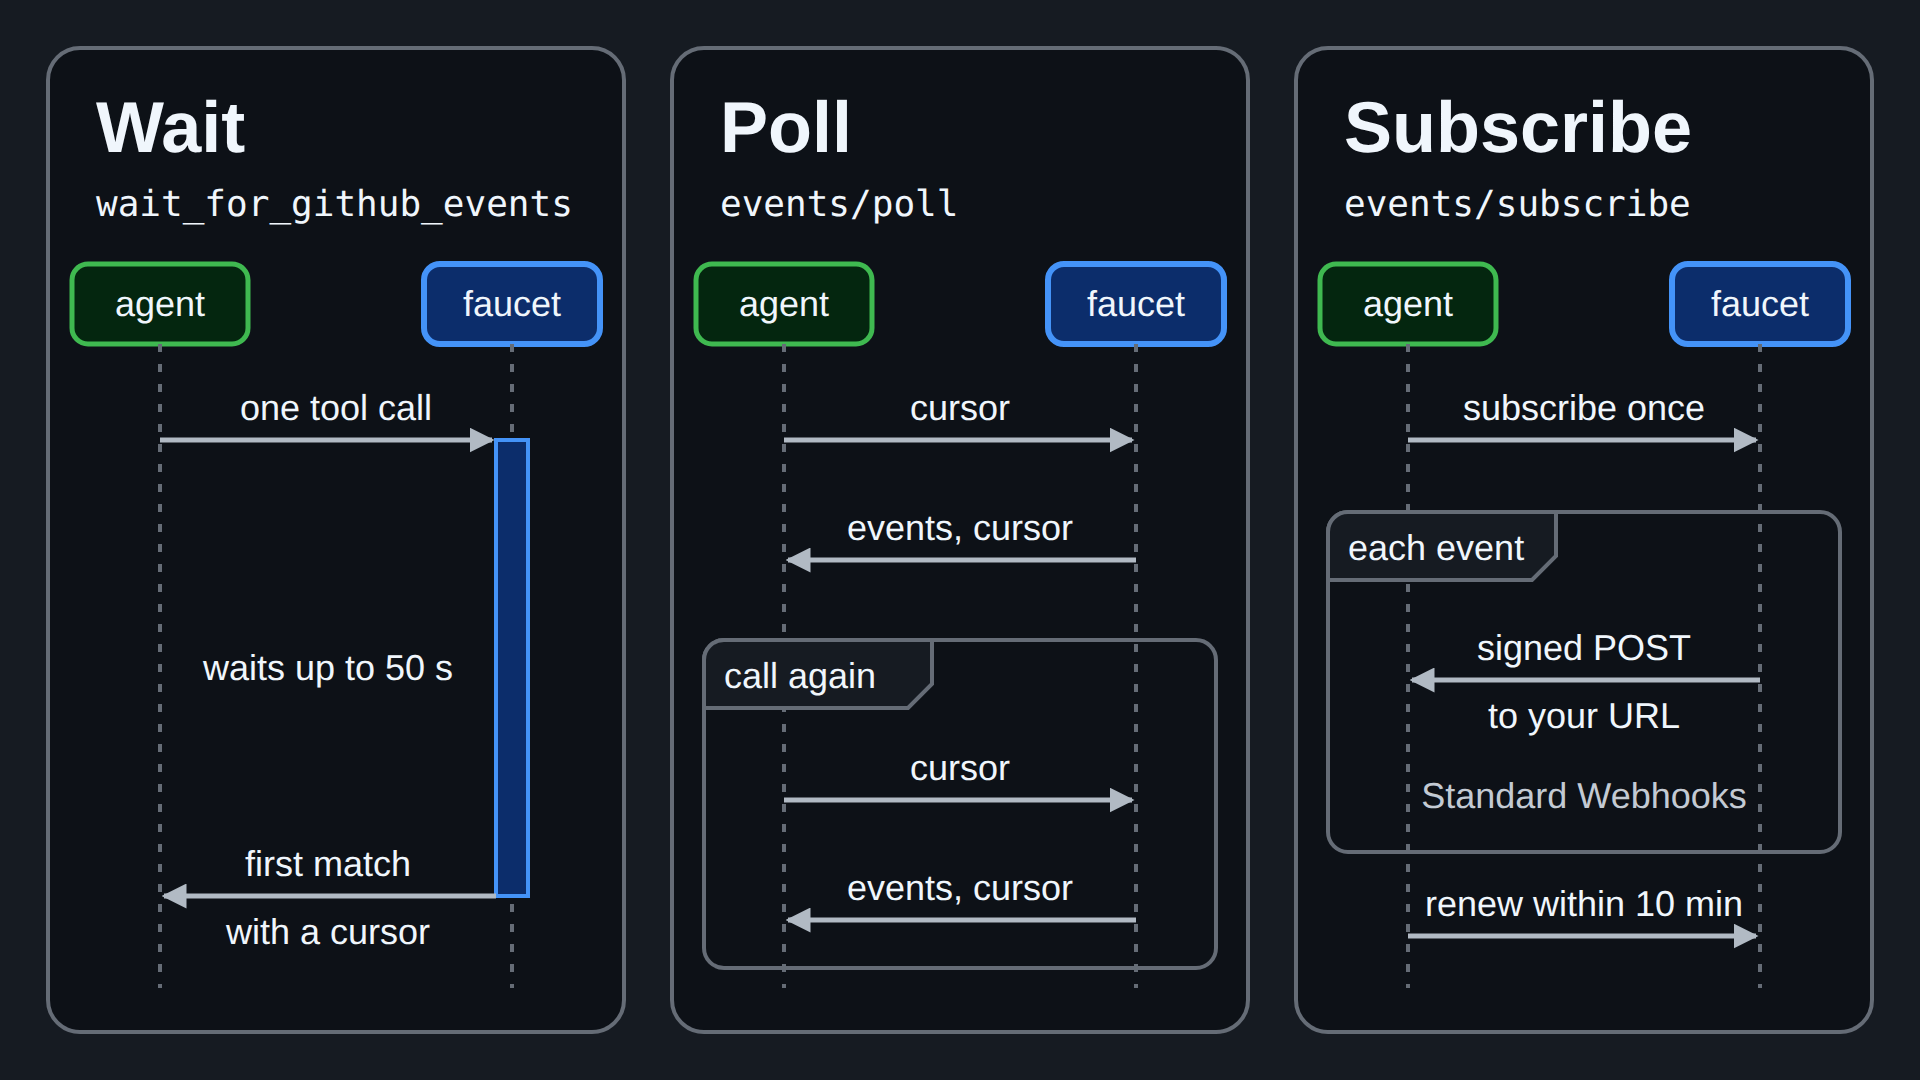 Wait
wait_for_github_events
agent
faucet
one tool call
waits up to 50 s
first match
with a cursor
Poll
events/poll
agent
faucet
cursor
events, cursor
call again
cursor
events, cursor
Subscribe
events/subscribe
agent
faucet
subscribe once
each event
signed POST
to your URL
Standard Webhooks
renew within 10 min